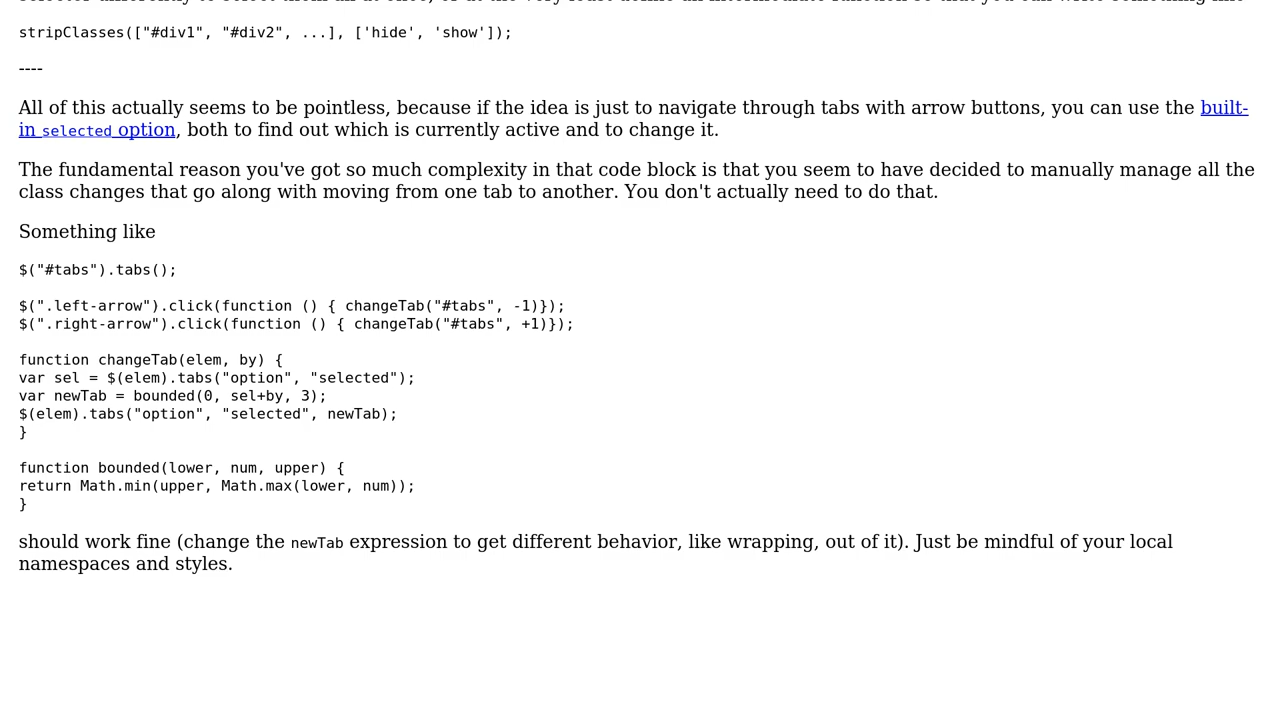 stripClasses(["#div1", "#div2", ...], ['hide', 'show']);
----
All of this actually seems to be pointless, because if the idea is just to navigate through tabs with arrow buttons, you can use the built-
in selected option, both to find out which is currently active and to change it.
The fundamental reason you've got so much complexity in that code block is that you seem to have decided to manually manage all the
class changes that go along with moving from one tab to another. You don't actually need to do that.
Something like
$("#tabs").tabs();
$(".left-arrow").click(function () { changeTab("#tabs", -1)});
$(".right-arrow").click(function () { changeTab("#tabs", +1)});
function changeTab(elem, by) {
var sel = $(elem).tabs("option", "selected");
var newTab = bounded(0, sel+by, 3);
$(elem).tabs("option", "selected", newTab);
}
function bounded(lower, num, upper) {
return Math.min(upper, Math.max(lower, num));
}
should work fine (change the newTab expression to get different behavior, like wrapping, out of it). Just be mindful of your local
namespaces and styles.